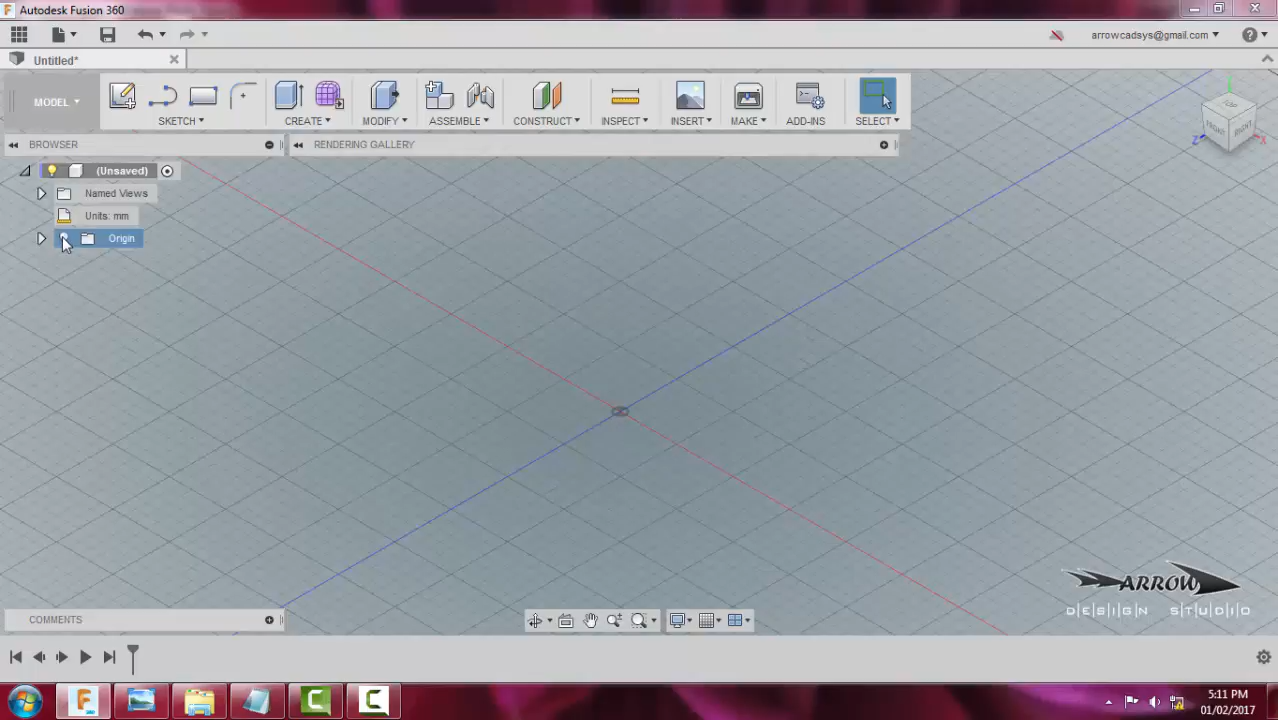 Autodesk Fusion 360
arrowcadsys@gmail.com
Untitled*
MODEL
SKETCH
CREATE
MODIFY
ASSEMBLE
CONSTRUCT
INSPECT
INSERT
MAKE
ADD-INS
SELECT
BROWSER
RENDERING GALLERY
FRONT
RIGHT
Z
X
(Unsaved)
Named Views
Units: mm
Origin
ARROW
DESIGN STUDIO
COMMENTS
5:11 PM
01/02/2017